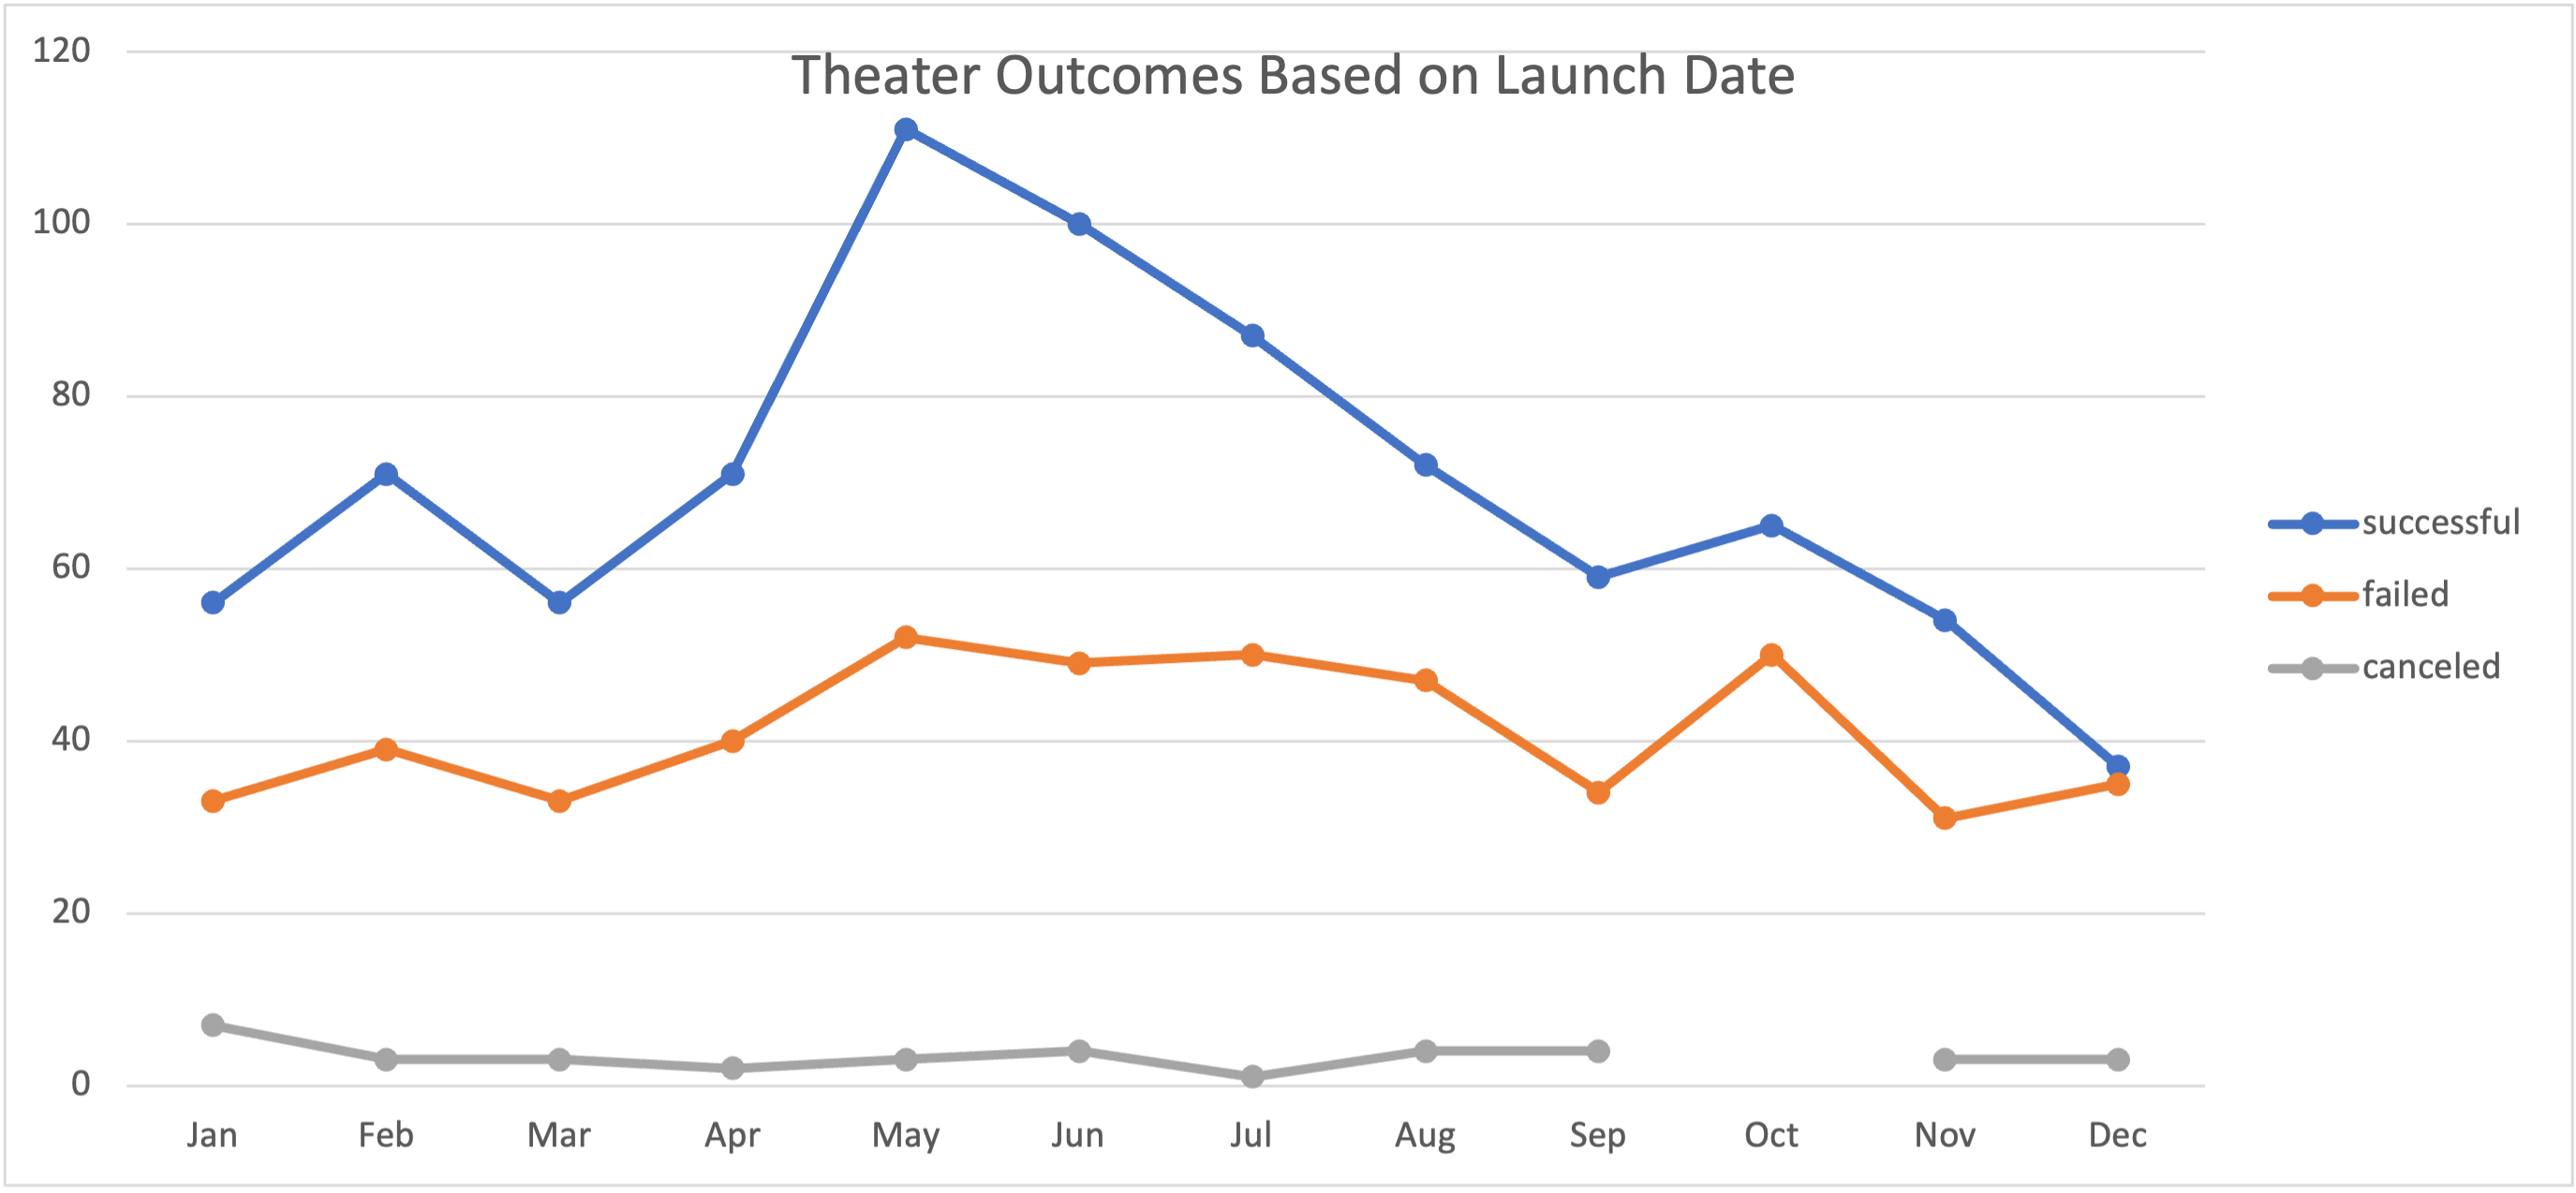 Theater Outcomes Based on Launch Date
120
100
80
60
40
20
0
Jan Feb Mar Apr May Jun Jul Aug Sep Oct Nov Dec
successful
failed
canceled